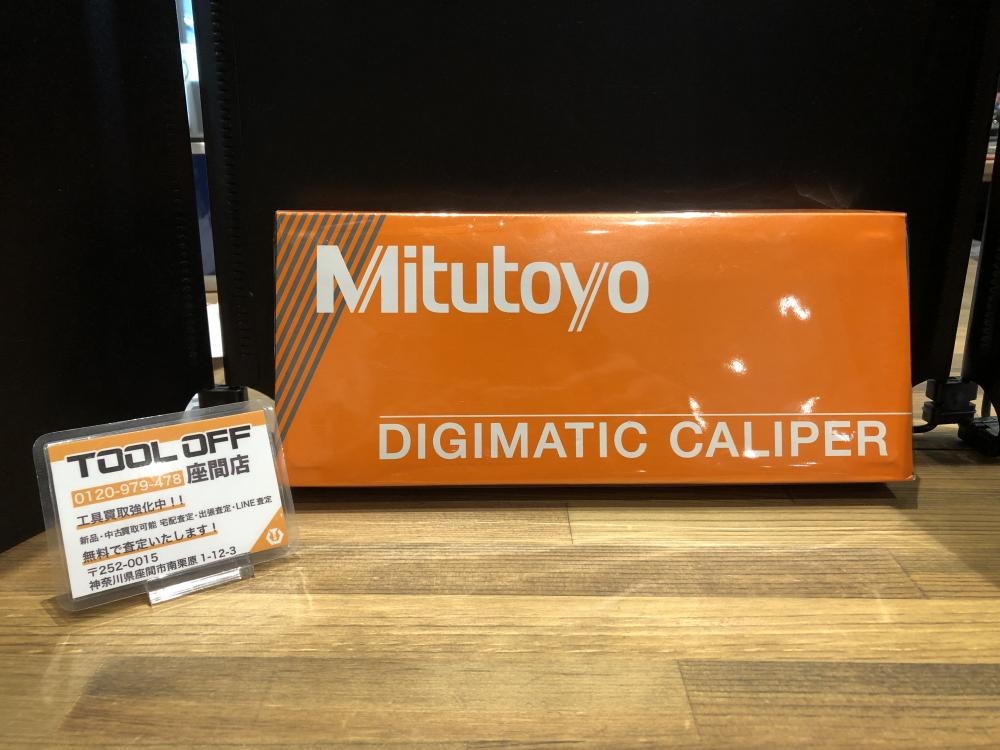 Mitutoyo
DIGIMATIC CALIPER
TOOL OFF
0120-979-478 座間店
工具買取強化中!!
新品・中古買取可能 宅配査定・出張査定・LINE査定
無料で査定いたします!
〒252-0015
神奈川県座間市南栗原1-12-3